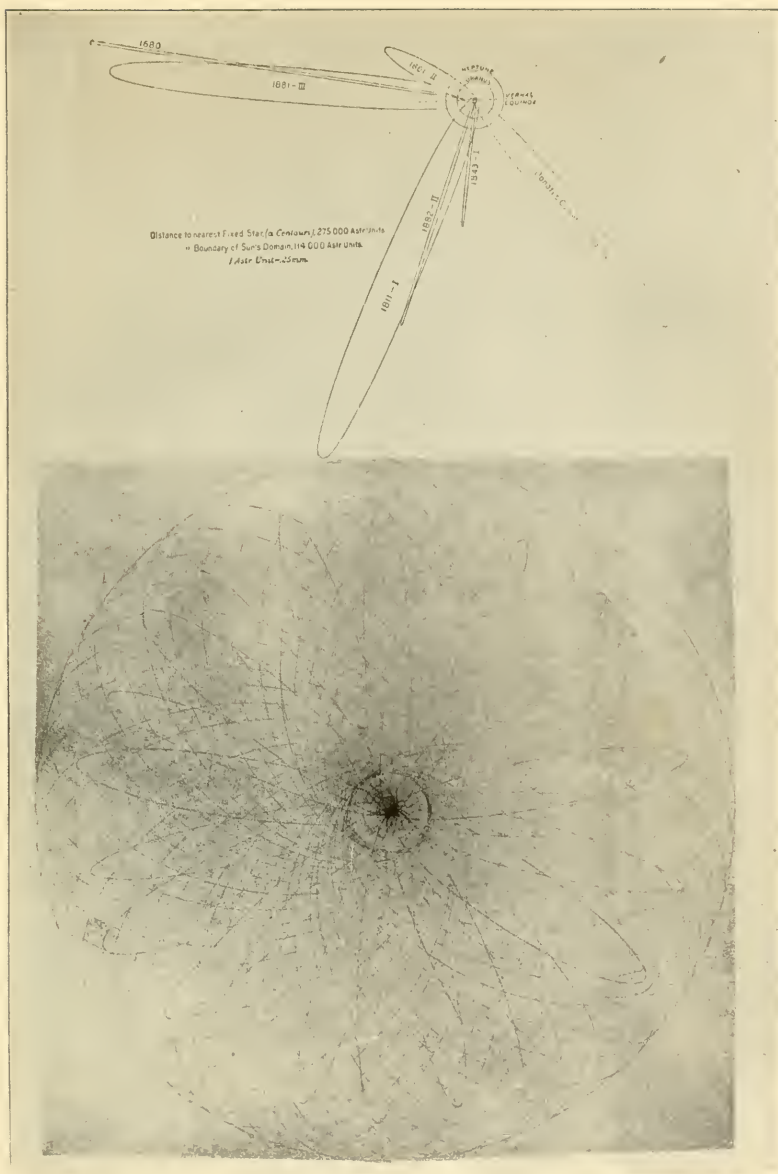 1680
1881-III
1861-II
NEPTUNE
URANUS
VERNAL
EQUINOX
1843-I
1882-II
1811-I
Distance to nearest Fixed Star, (α Centauri), 275 000 Astr. Units
" Boundary of Sun's Domain, 114 000 Astr. Units.
1 Astr Unit=.25mm.